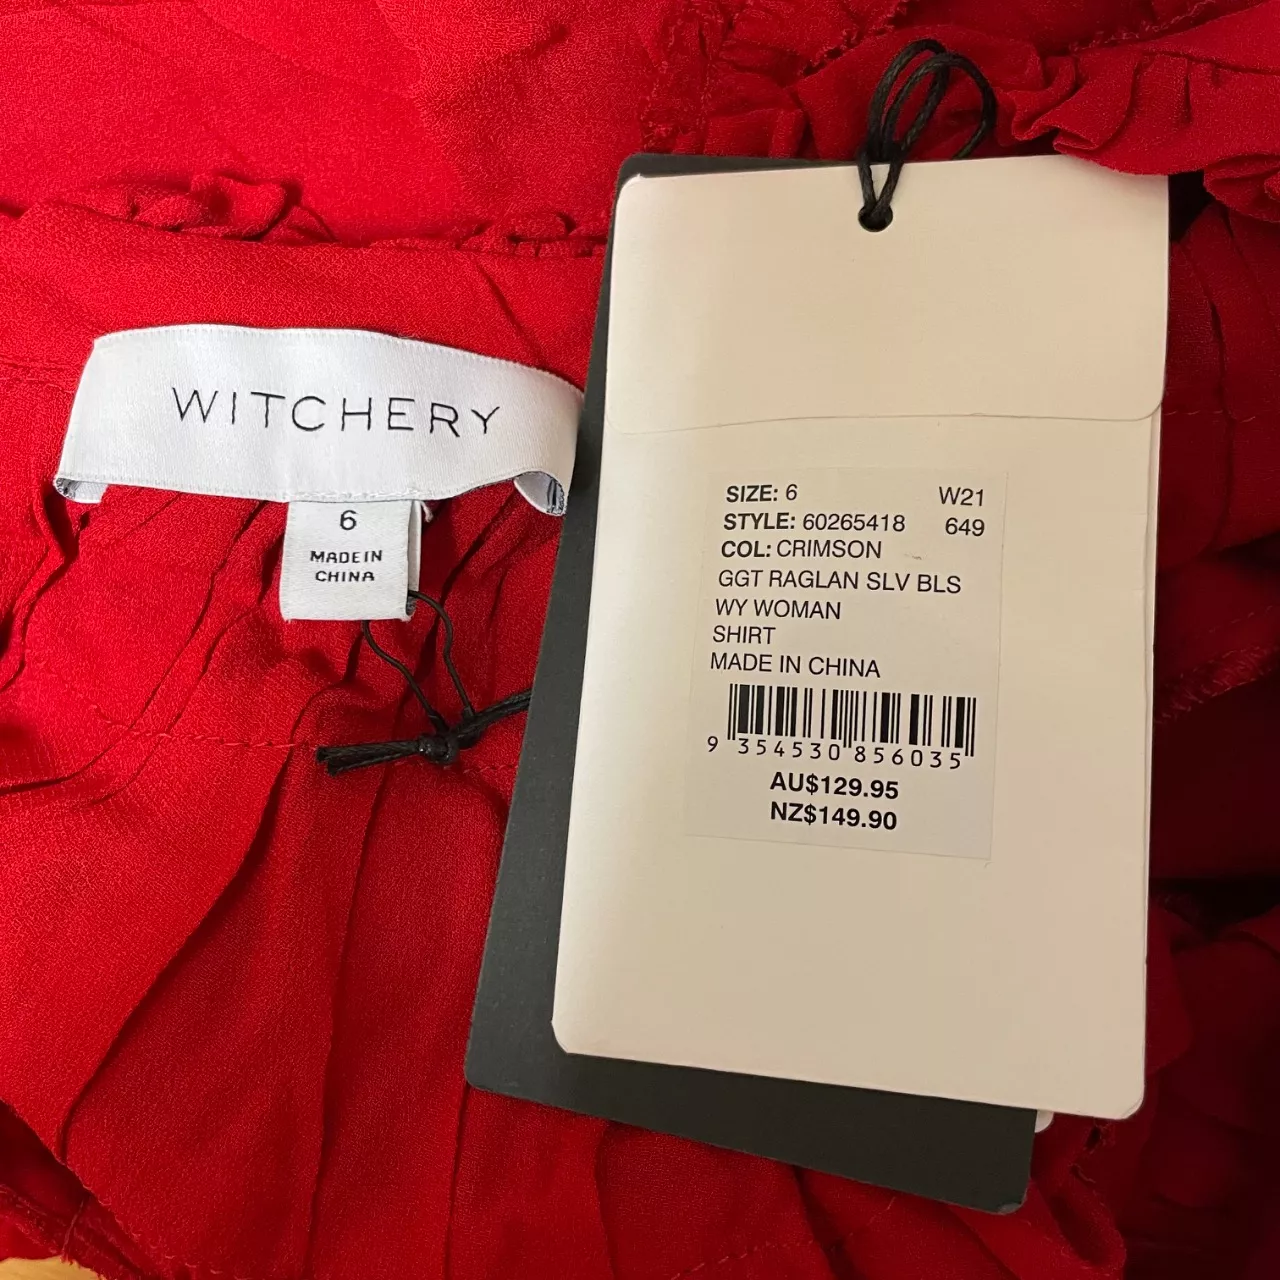 WITCHERY
6
MADE IN
CHINA
SIZE: 6 W21
STYLE: 60265418 649
COL: CRIMSON
GGT RAGLAN SLV BLS
WY WOMAN
SHIRT
MADE IN CHINA
9 354530 856035
AU$129.95
NZ$149.90